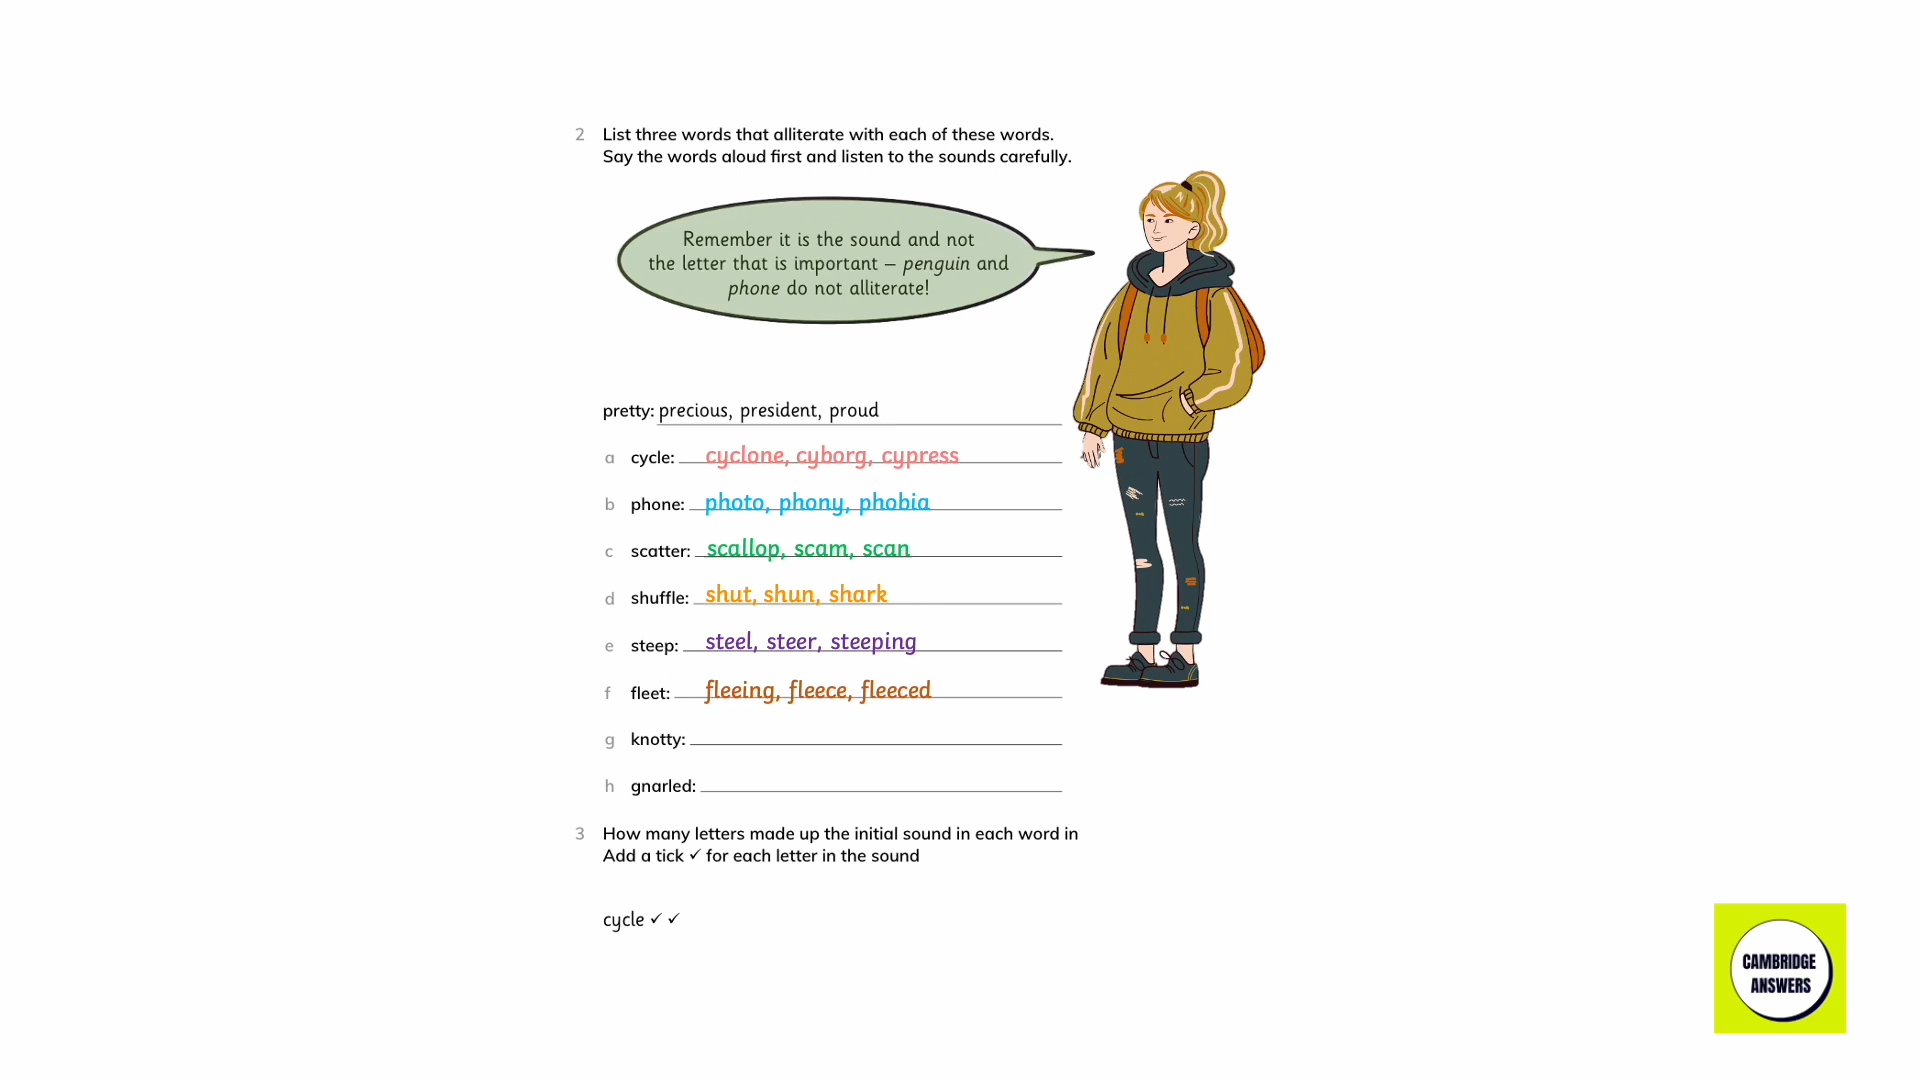 2 List three words that alliterate with each of these words.
Say the words aloud first and listen to the sounds carefully.
Remember it is the sound and not
the letter that is important – penguin and
phone do not alliterate!
pretty: precious, president, proud
a cycle: cyclone, cyborg, cypress
b phone: photo, phony, phobia
c scatter: scallop, scam, scan
d shuffle: shut, shun, shark
e steep: steel, steer, steeping
f fleet: fleeing, fleece, fleeced
g knotty:
h gnarled:
3 How many letters made up the initial sound in each word in
Add a tick ✓ for each letter in the sound
cycle ✓ ✓
CAMBRIDGE
ANSWERS